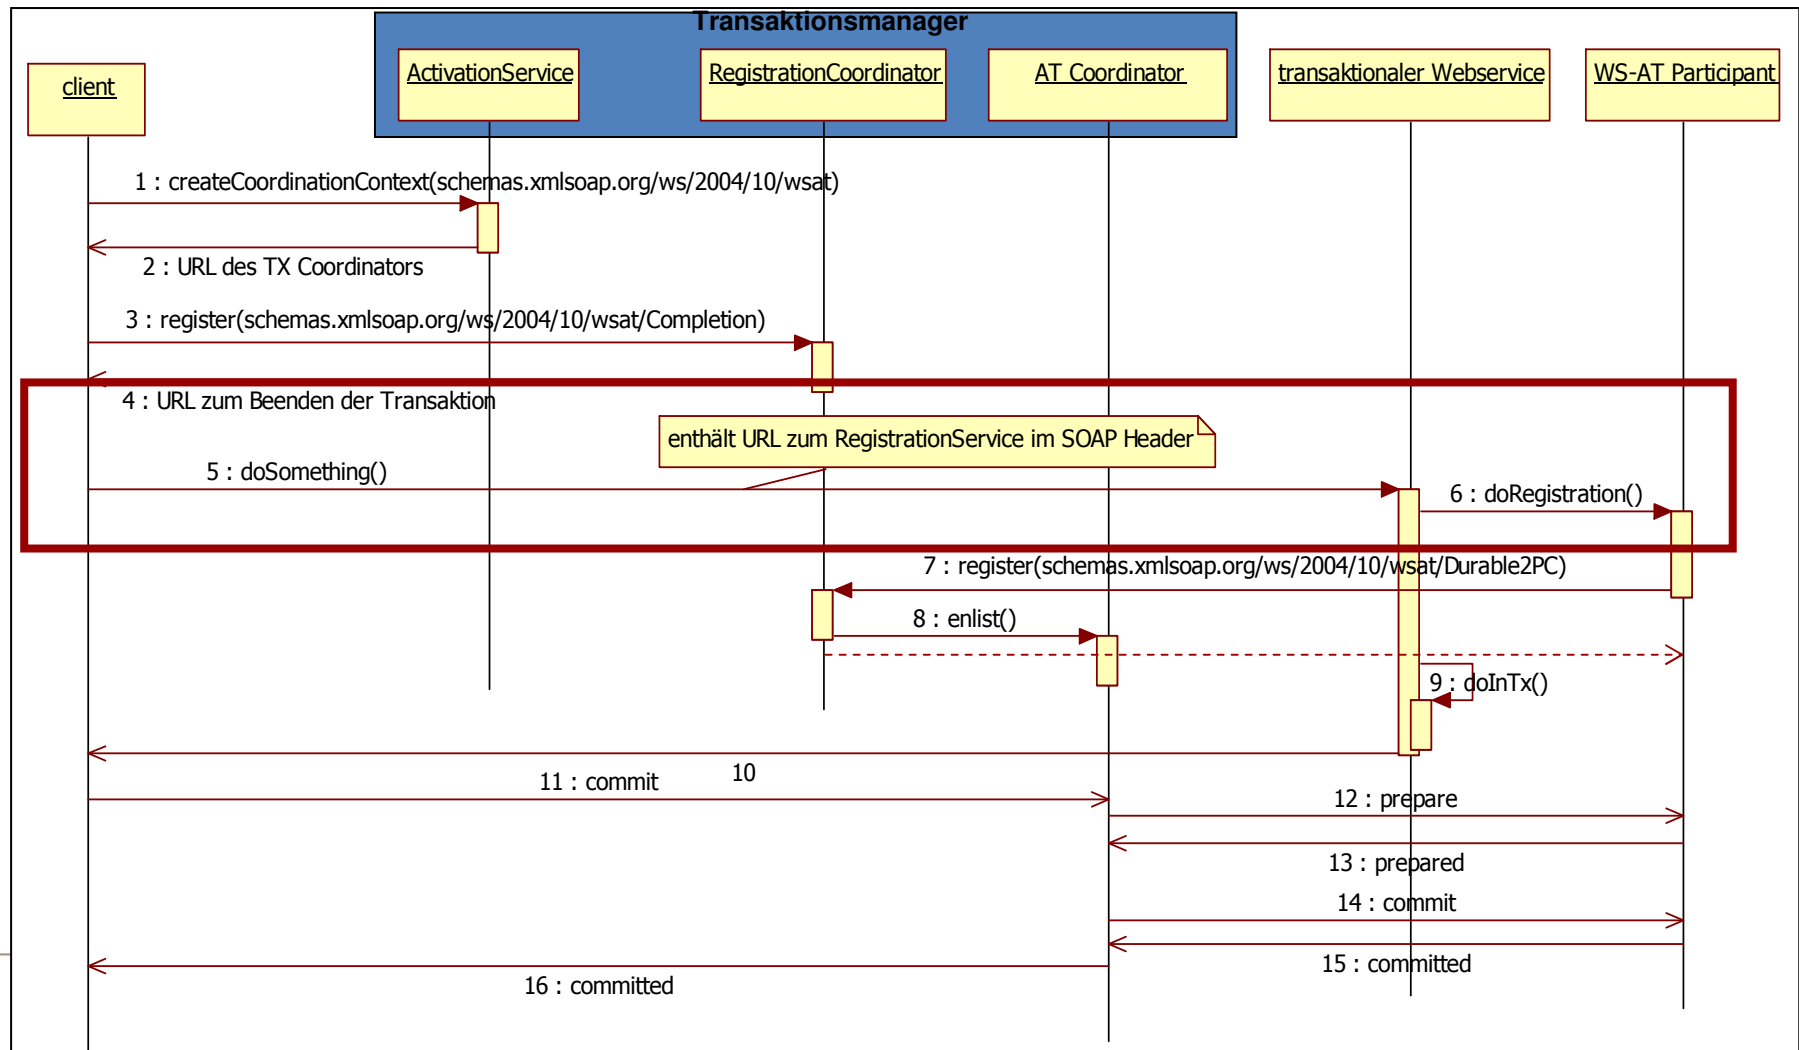 Transaktionsmanager
client
ActivationService
RegistrationCoordinator
AT Coordinator
transaktionaler Webservice
WS-AT Participant
1 : createCoordinationContext(schemas.xmlsoap.org/ws/2004/10/wsat)
2 : URL des TX Coordinators
3 : register(schemas.xmlsoap.org/ws/2004/10/wsat/Completion)
4 : URL zum Beenden der Transaktion
enthält URL zum RegistrationService im SOAP Header
5 : doSomething()
6 : doRegistration()
7 : register(schemas.xmlsoap.org/ws/2004/10/wsat/Durable2PC)
8 : enlist()
9 : doInTx()
10
11 : commit
12 : prepare
13 : prepared
14 : commit
15 : committed
16 : committed